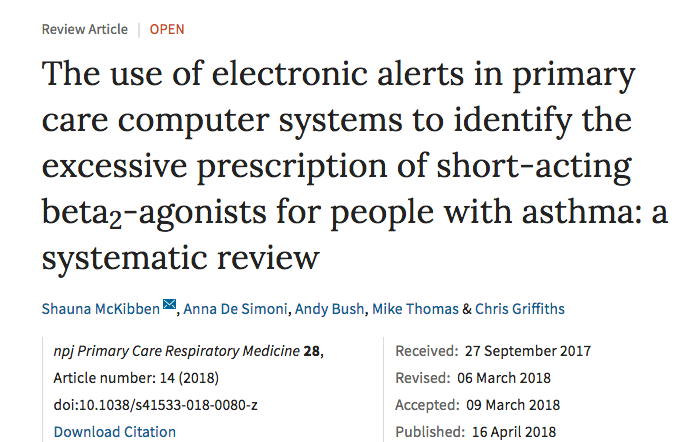 Review Article | OPEN
The use of electronic alerts in primary
care computer systems to identify the
excessive prescription of short-acting
beta₂-agonists for people with asthma: a
systematic review
Shauna McKibben, Anna De Simoni, Andy Bush, Mike Thomas & Chris Griffiths
npj Primary Care Respiratory Medicine 28,
Article number: 14 (2018)
doi:10.1038/s41533-018-0080-z
Download Citation
Received: 27 September 2017
Revised: 06 March 2018
Accepted: 09 March 2018
Published: 16 April 2018